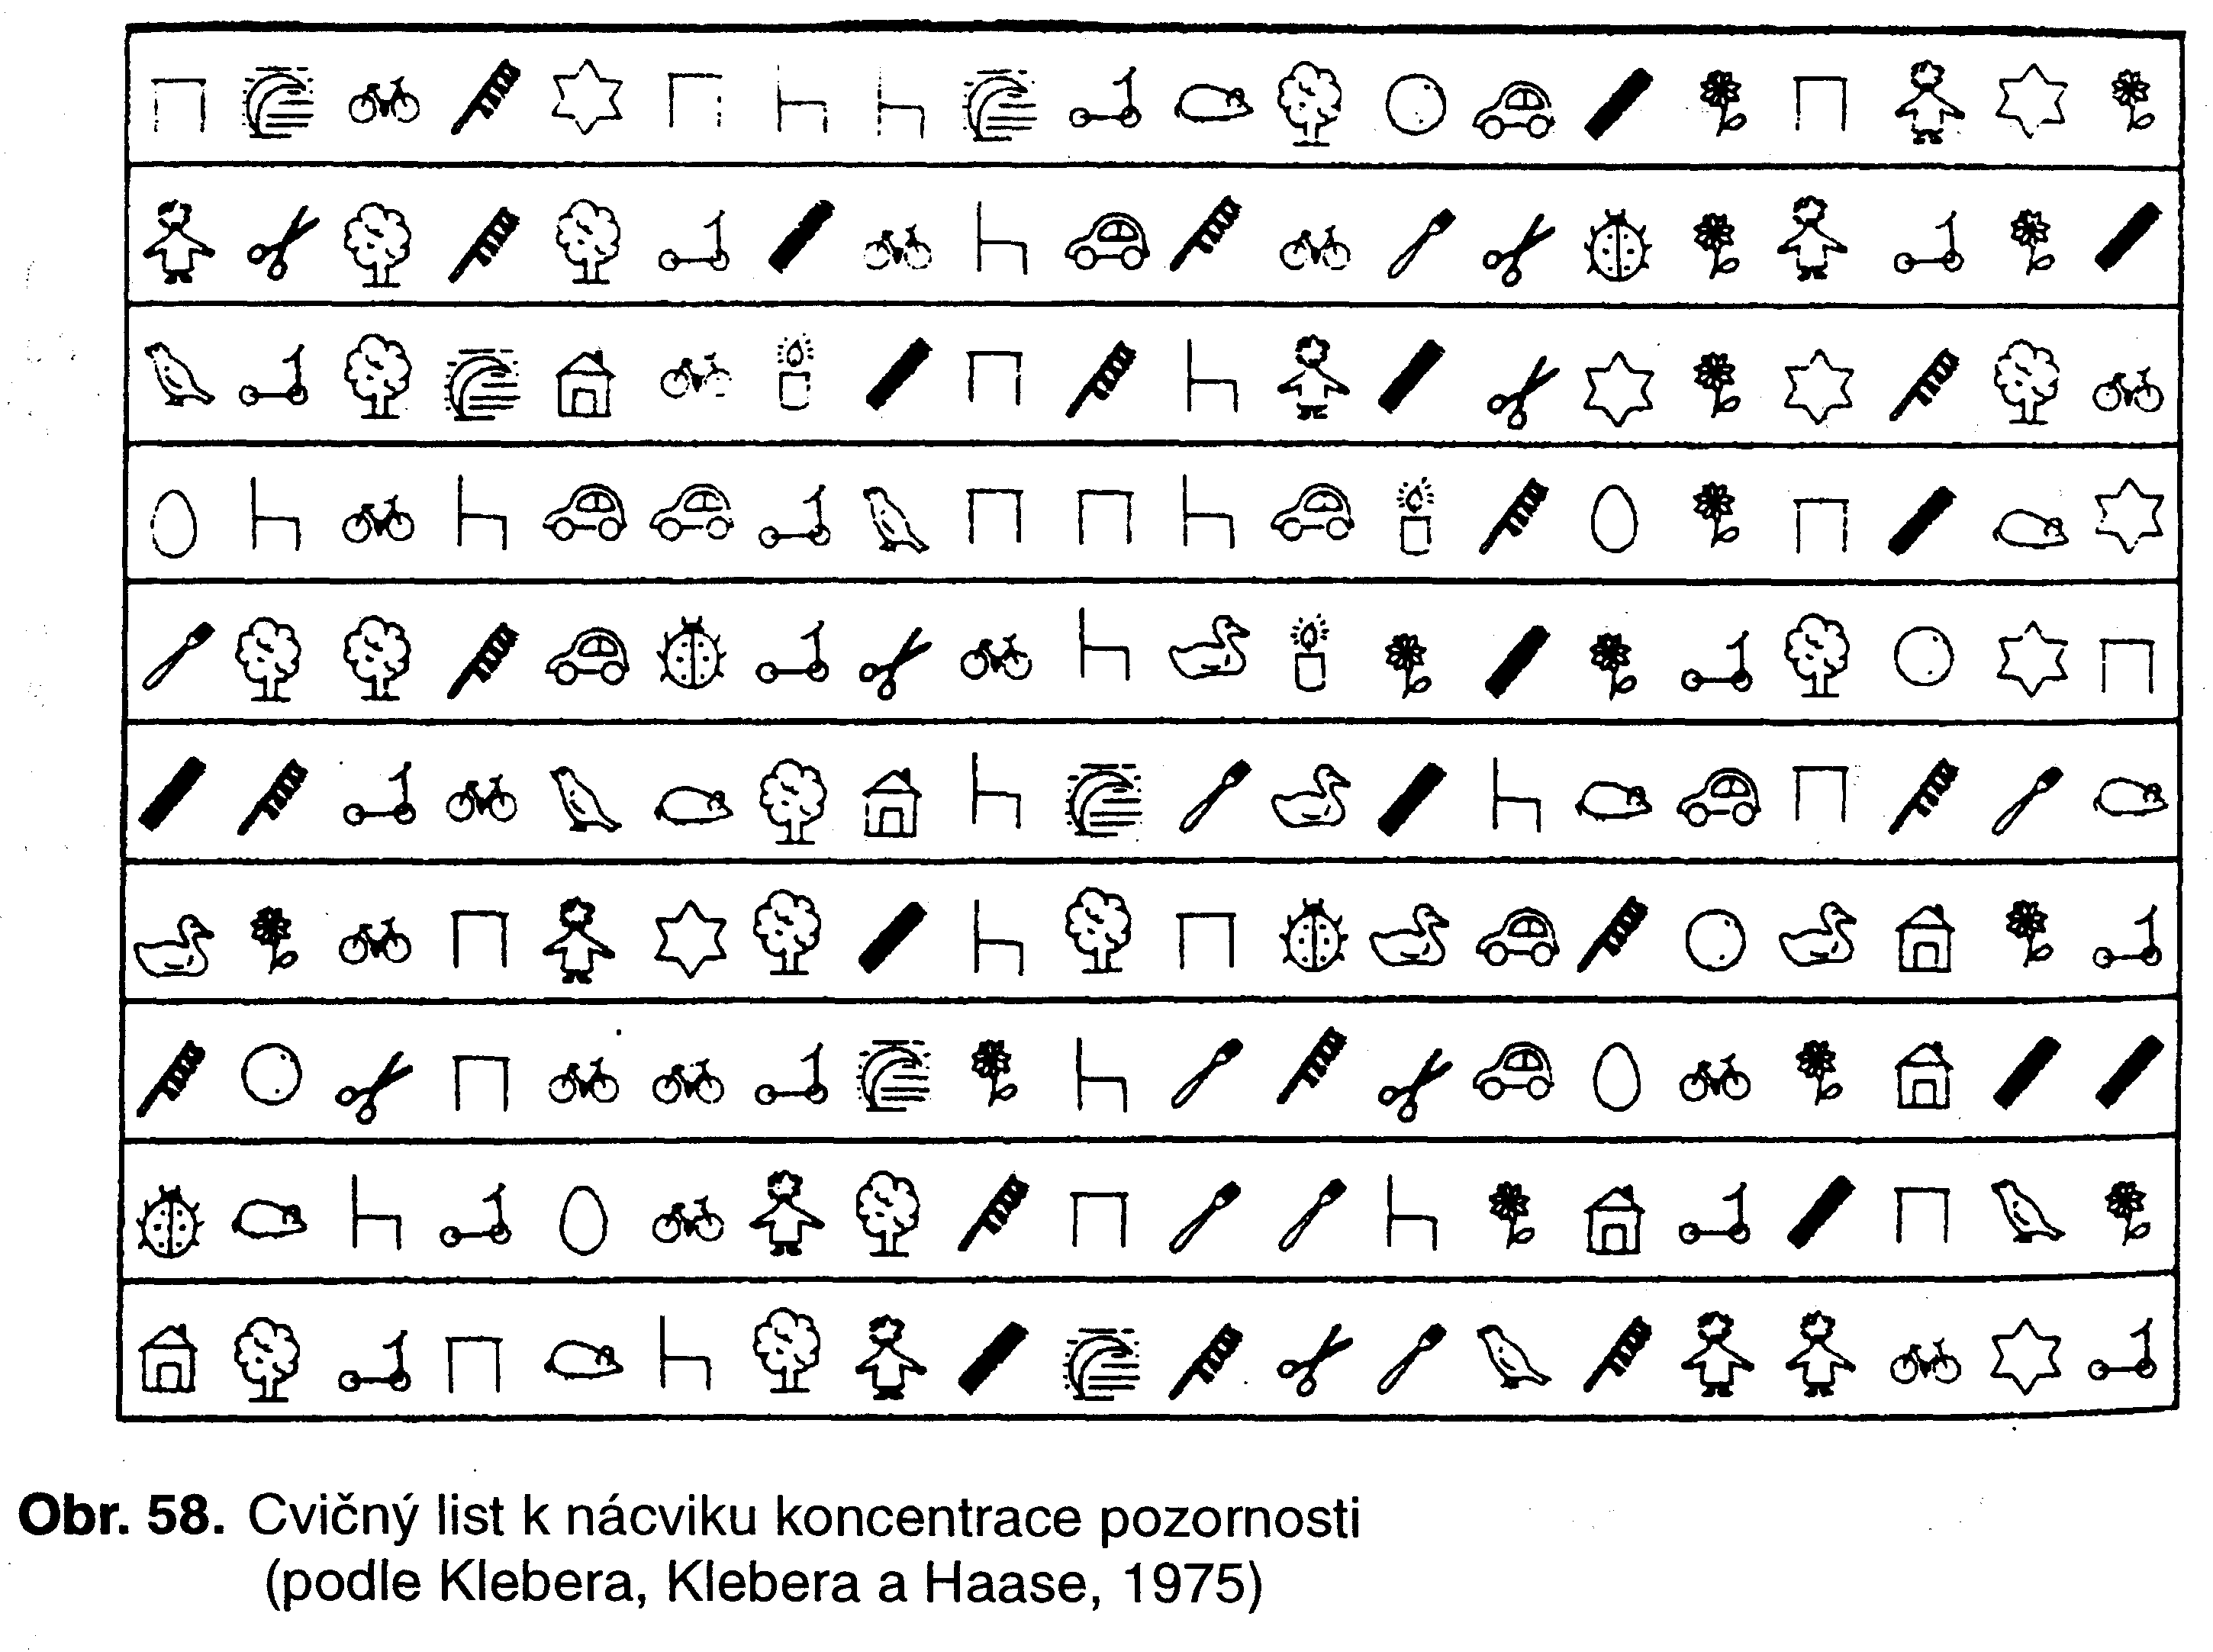 Obr. 58. Cvičný list k nácviku koncentrace pozornosti
(podle Klebera, Klebera a Haase, 1975)